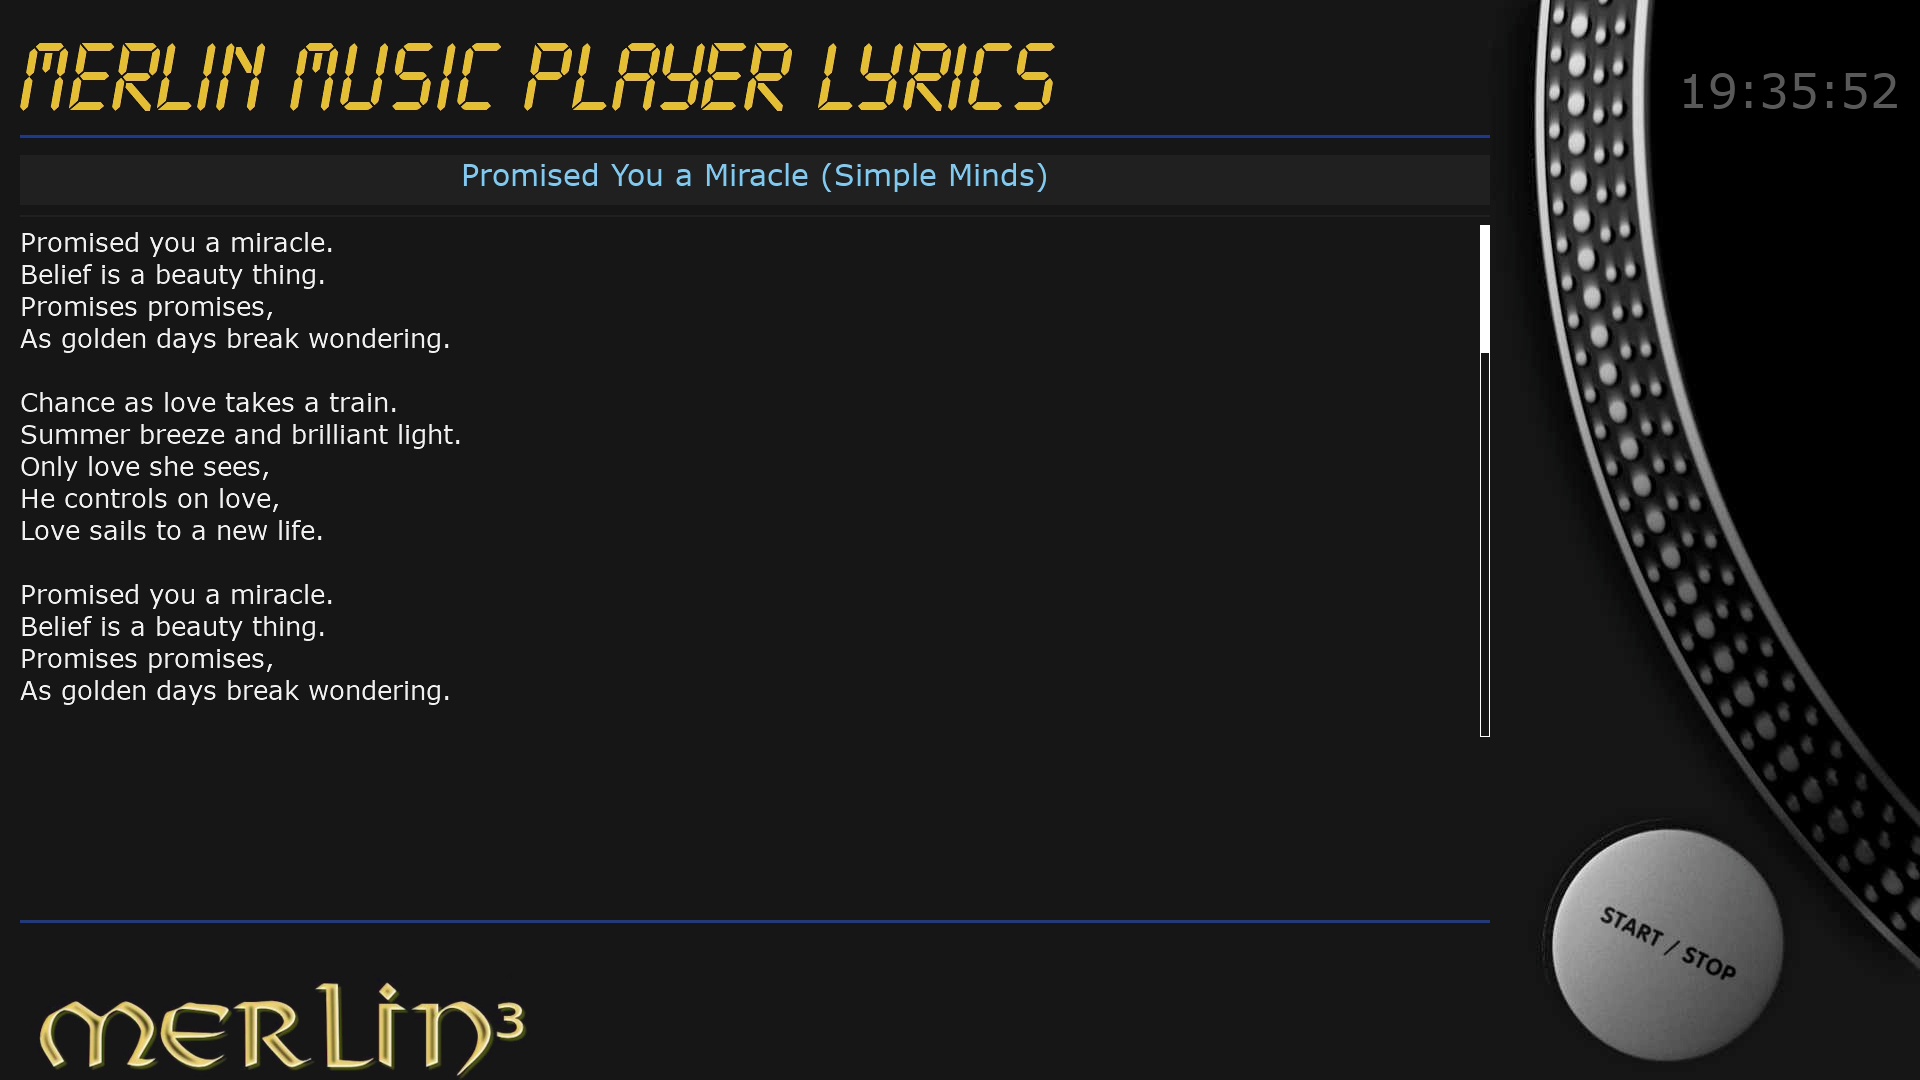 MERLIN MUSIC PLAYER LYRICS
19:35:52
Promised You a Miracle (Simple Minds)
Promised you a miracle.
Belief is a beauty thing.
Promises promises,
As golden days break wondering.
Chance as love takes a train.
Summer breeze and brilliant light.
Only love she sees,
He controls on love,
Love sails to a new life.
Promised you a miracle.
Belief is a beauty thing.
Promises promises,
As golden days break wondering.
START / STOP
merlin³